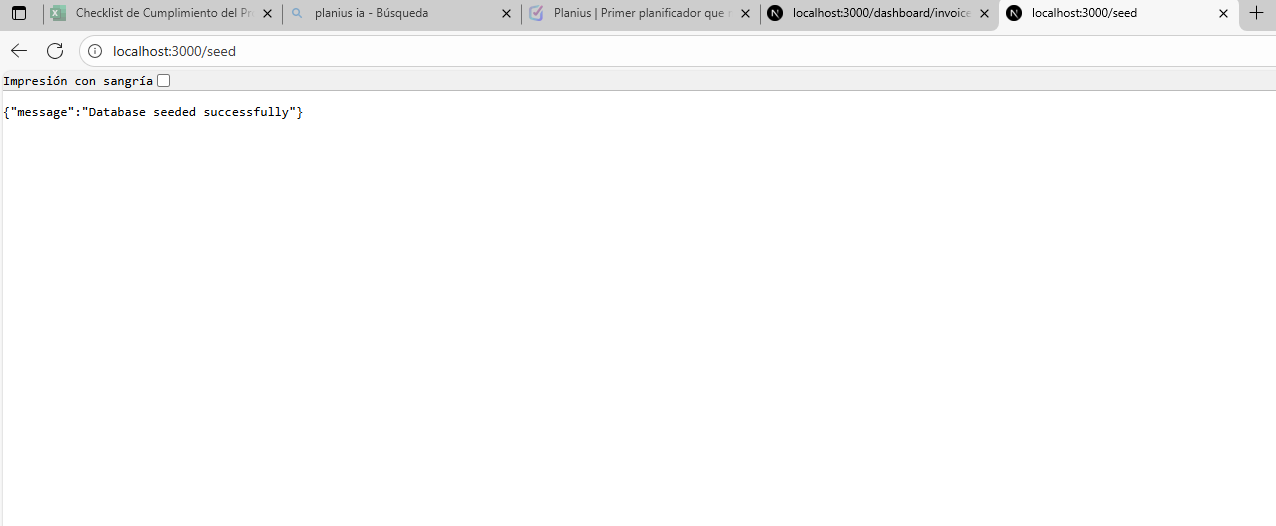 Checklist de Cumplimiento del Pr
planius ia - Búsqueda
Planius | Primer planificador que
localhost:3000/dashboard/invoice
localhost:3000/seed
localhost:3000/seed
Impresión con sangría
{"message":"Database seeded successfully"}